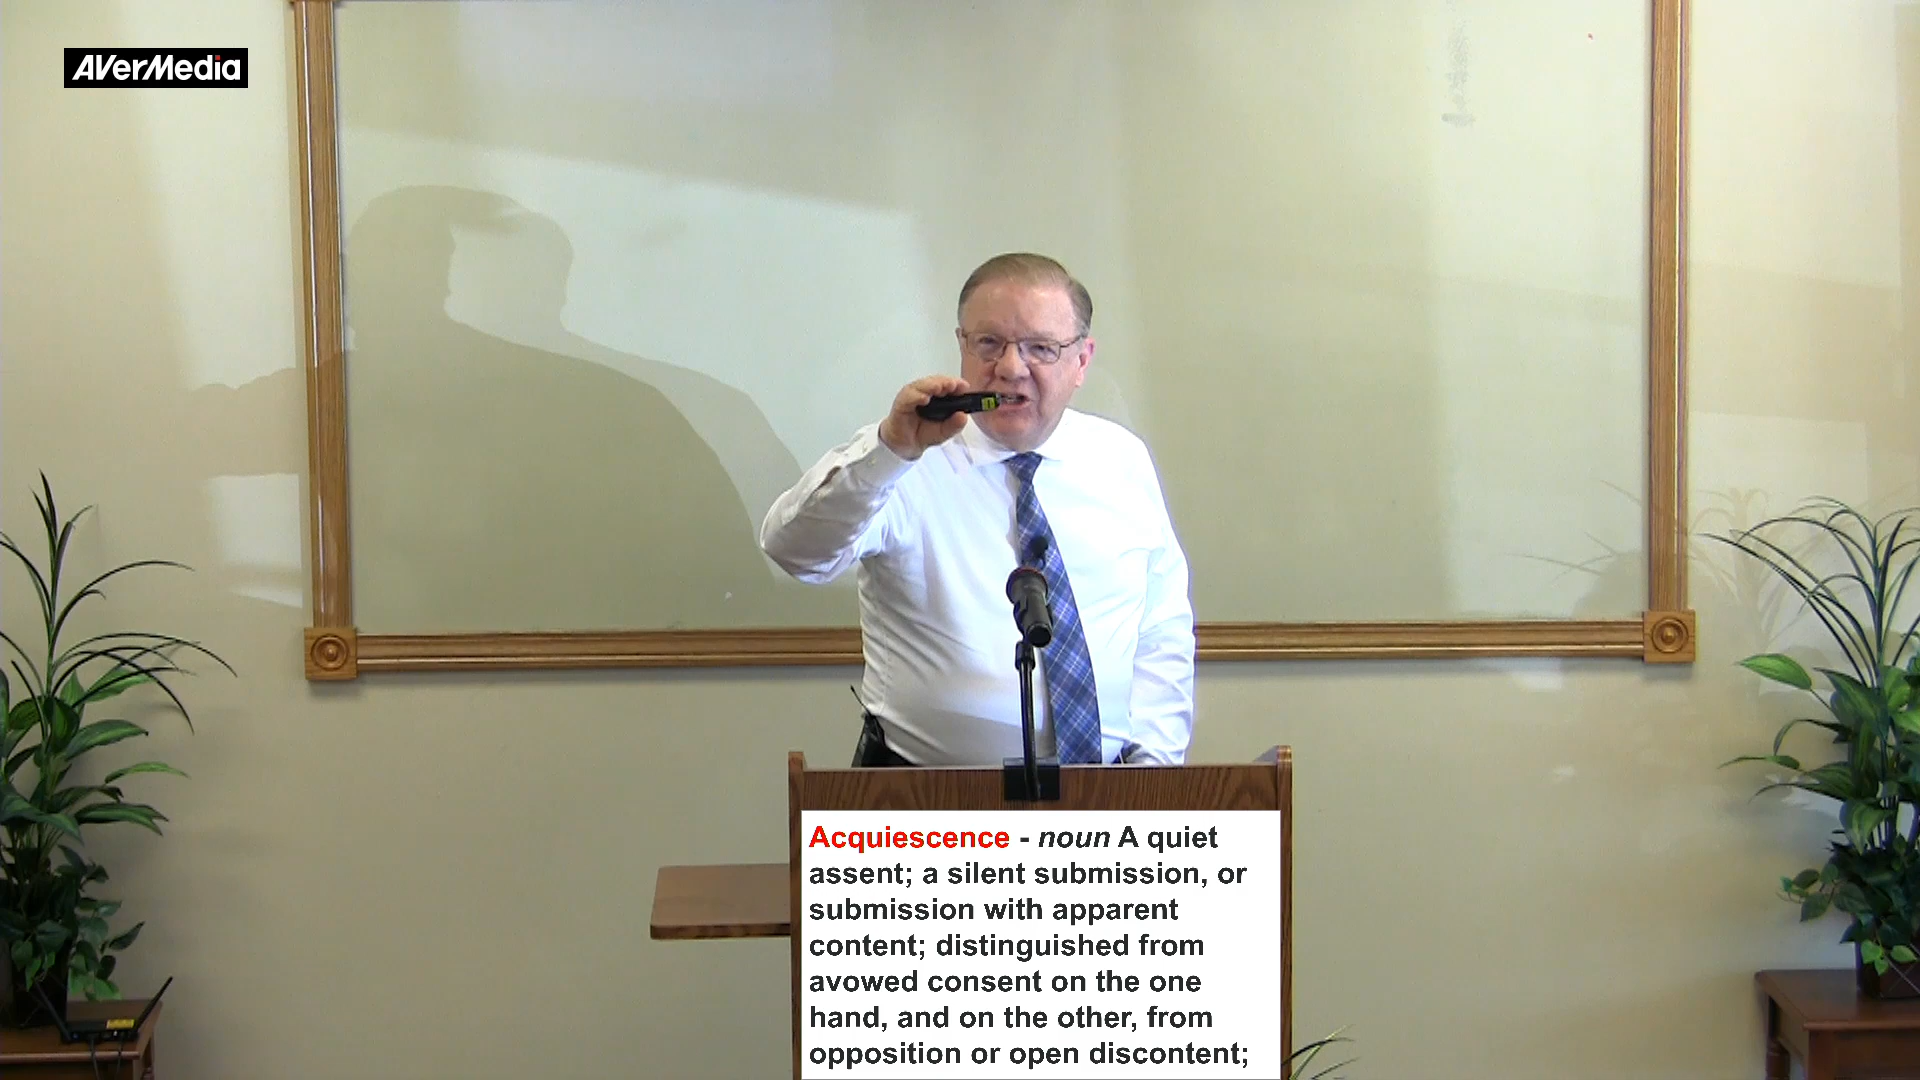 AVerMedia
Acquiescence - noun A quiet
assent; a silent submission, or
submission with apparent
content; distinguished from
avowed consent on the one
hand, and on the other, from
opposition or open discontent;